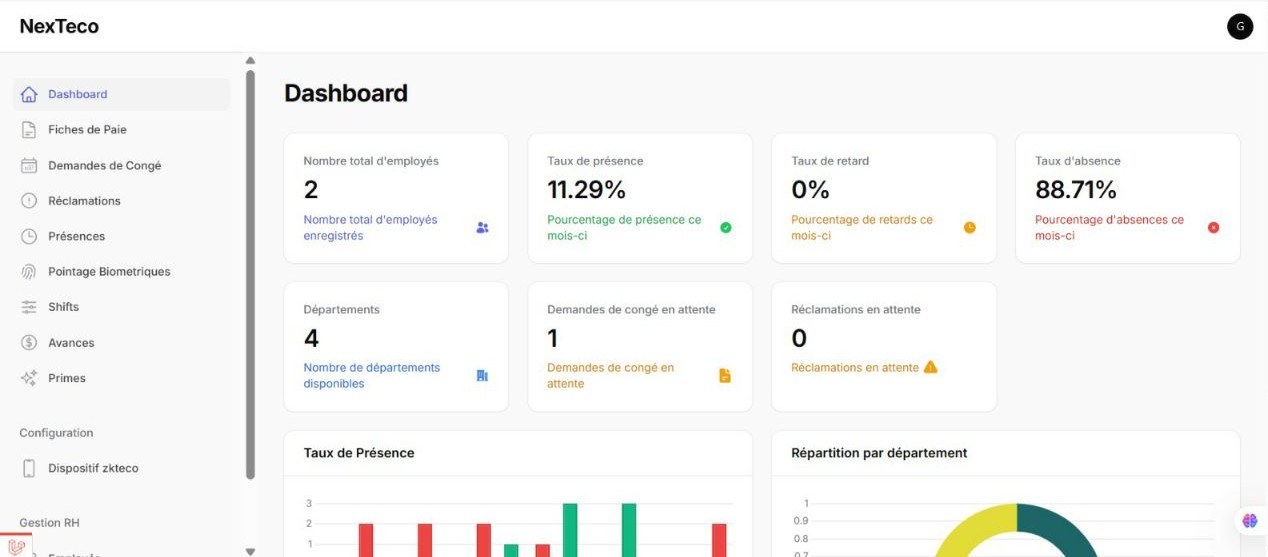 NexTeco
G
Dashboard
Fiches de Paie
Demandes de Congé
Réclamations
Présences
Pointage Biometriques
Shifts
Avances
Primes
Configuration
Dispositif zkteco
Gestion RH
Employés
Dashboard
Nombre total d'employés
2
Nombre total d'employés
enregistrés
Taux de présence
11.29%
Pourcentage de présence ce
mois-ci
Taux de retard
0%
Pourcentage de retards ce
mois-ci
Taux d'absence
88.71%
Pourcentage d'absences ce
mois-ci
Départements
4
Nombre de départements
disponibles
Demandes de congé en attente
1
Demandes de congé en
attente
Réclamations en attente
0
Réclamations en attente
Taux de Présence
3
2
1
Répartition par département
1
0.9
0.8
0.7